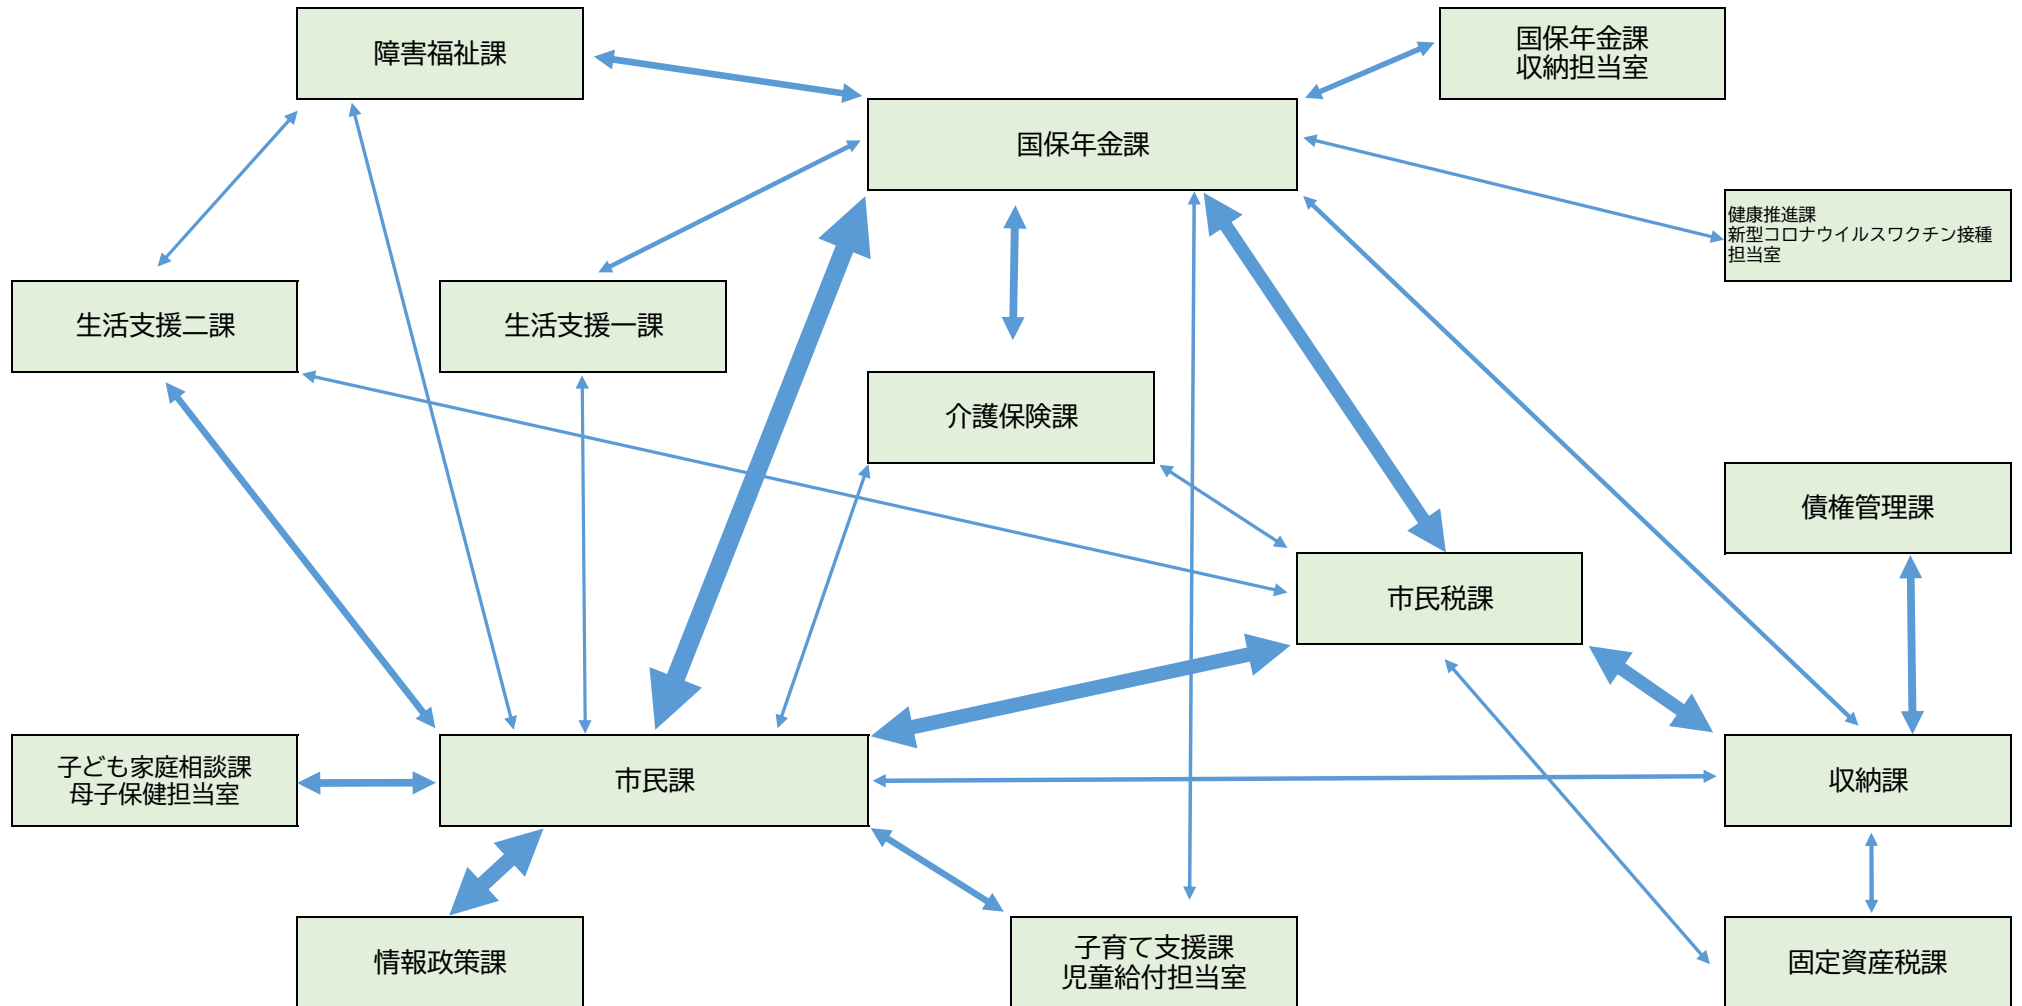 障害福祉課
国保年金課
収納担当室
国保年金課
健康推進課
新型コロナウイルスワクチン接種
担当室
生活支援二課
生活支援一課
介護保険課
債権管理課
市民税課
子ども家庭相談課
母子保健担当室
市民課
収納課
情報政策課
子育て支援課
児童給付担当室
固定資産税課